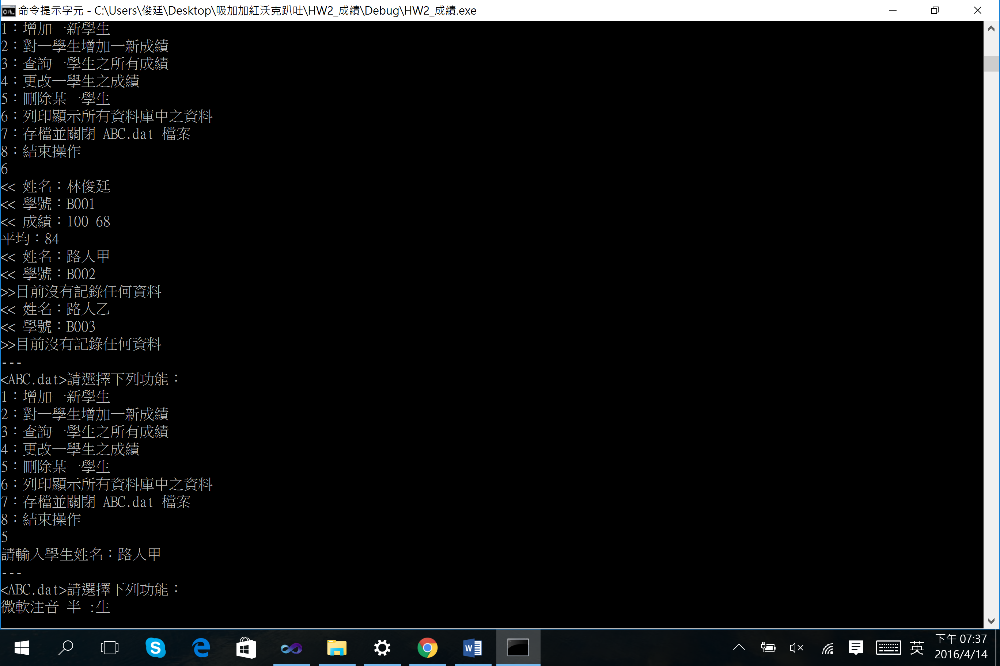 命令提示字元 - C:\Users\俊廷\Desktop\吸加加紅沃克趴吐\HW2_成績\Debug\HW2_成績.exe
1：增加一新學生
2：對一學生增加一新成績
3：查詢一學生之所有成績
4：更改一學生之成績
5：刪除某一學生
6：列印顯示所有資料庫中之資料
7：存檔並關閉 ABC.dat 檔案
8：結束操作
6
<< 姓名：林俊廷
<< 學號：B001
<< 成績：100 68
平均：84
<< 姓名：路人甲
<< 學號：B002
>>目前沒有記錄任何資料
<< 姓名：路人乙
<< 學號：B003
>>目前沒有記錄任何資料
---
<ABC.dat>請選擇下列功能：
1：增加一新學生
2：對一學生增加一新成績
3：查詢一學生之所有成績
4：更改一學生之成績
5：刪除某一學生
6：列印顯示所有資料庫中之資料
7：存檔並關閉 ABC.dat 檔案
8：結束操作
5
請輸入學生姓名：路人甲
---
<ABC.dat>請選擇下列功能：
微軟注音 半 :生
英
下午 07:37
2016/4/14